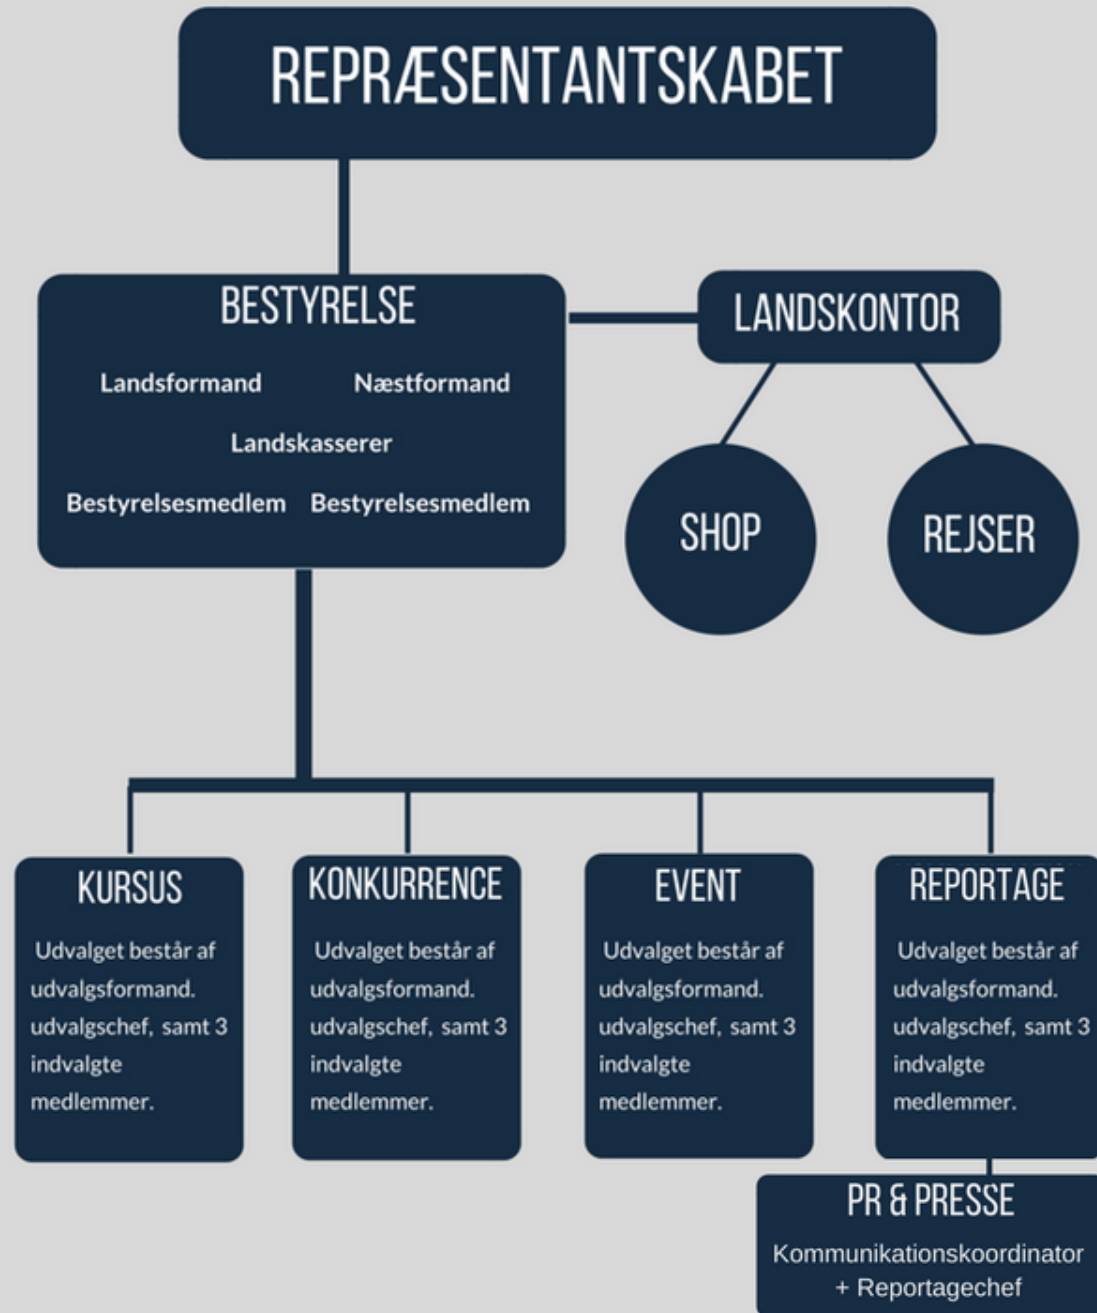 REPRÆSENTANTSKABET
BESTYRELSE
Landsformand Næstformand
Landskasserer
Bestyrelsesmedlem Bestyrelsesmedlem
LANDSKONTOR
SHOP
REJSER
KURSUS
Udvalget består af
udvalgsformand.
udvalgschef, samt 3
indvalgte
medlemmer.
KONKURRENCE
Udvalget består af
udvalgsformand.
udvalgschef, samt 3
indvalgte
medlemmer.
EVENT
Udvalget består af
udvalgsformand.
udvalgschef, samt 3
indvalgte
medlemmer.
REPORTAGE
Udvalget består af
udvalgsformand.
udvalgschef, samt 3
indvalgte
medlemmer.
PR & PRESSE
Kommunikationskoordinator
+ Reportagechef